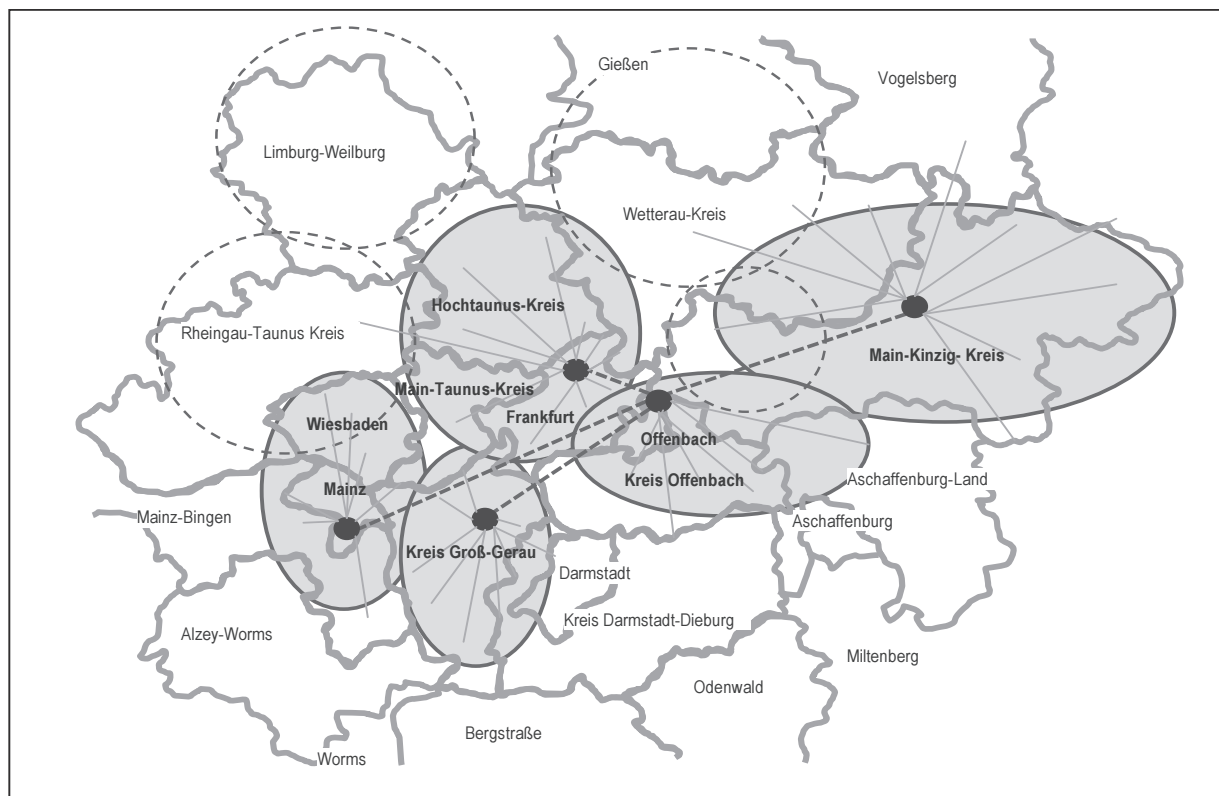 Gießen
Vogelsberg
Limburg-Weilburg
Wetterau-Kreis
Hochtaunus-Kreis
Rheingau-Taunus Kreis
Main-Kinzig- Kreis
Main-Taunus-Kreis
Frankfurt
Wiesbaden
Offenbach
Kreis Offenbach
Aschaffenburg-Land
Mainz
Mainz-Bingen
Aschaffenburg
Kreis Groß-Gerau
Darmstadt
Kreis Darmstadt-Dieburg
Alzey-Worms
Miltenberg
Odenwald
Bergstraße
Worms